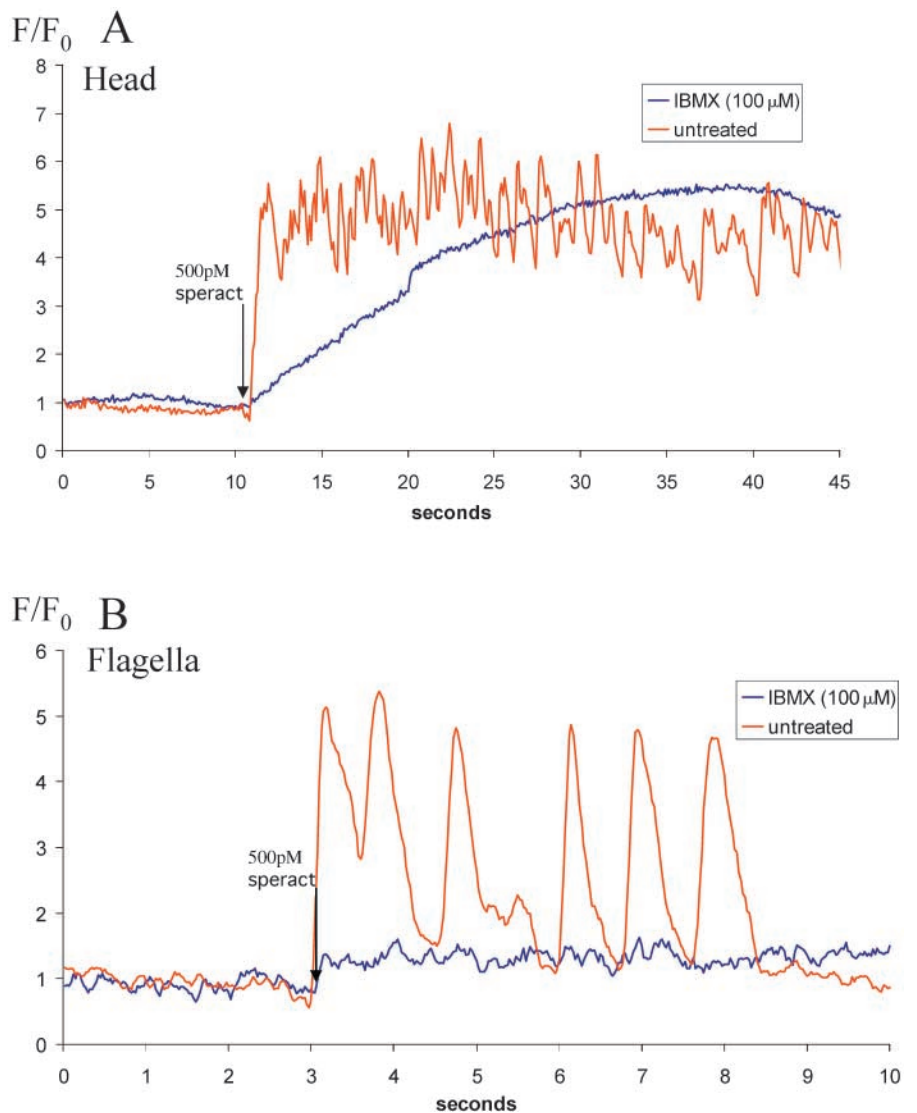 F/F₀ A
Head
8
7
6
5
4
3
2
1
0
IBMX (100 μM)
untreated
500pM
speract
0 5 10 15 20 25 30 35 40 45
seconds
F/F₀ B
Flagella
6
5
4
3
2
1
0
IBMX (100 μM)
untreated
500pM
speract
0 1 2 3 4 5 6 7 8 9 10
seconds